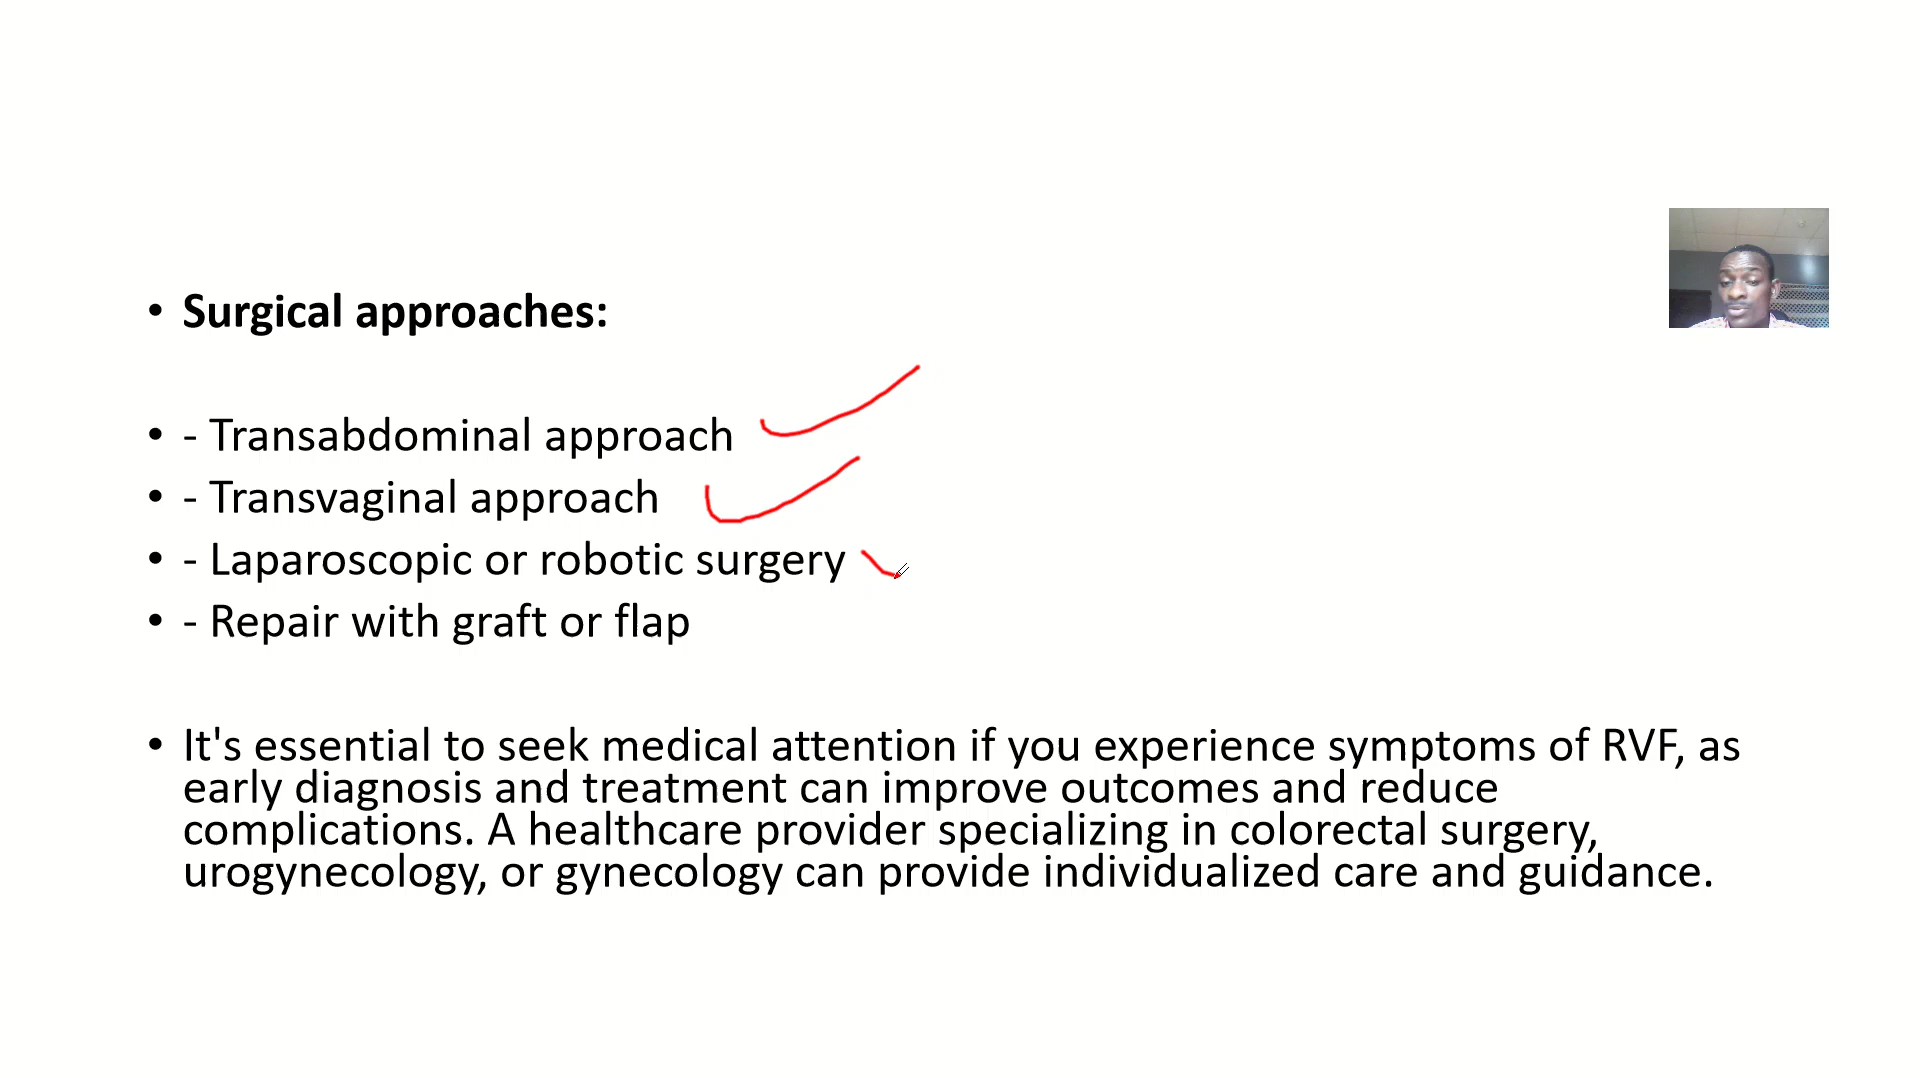 • Surgical approaches:
• - Transabdominal approach
• - Transvaginal approach
• - Laparoscopic or robotic surgery
• - Repair with graft or flap
• It's essential to seek medical attention if you experience symptoms of RVF, as
early diagnosis and treatment can improve outcomes and reduce
complications. A healthcare provider specializing in colorectal surgery,
urogynecology, or gynecology can provide individualized care and guidance.